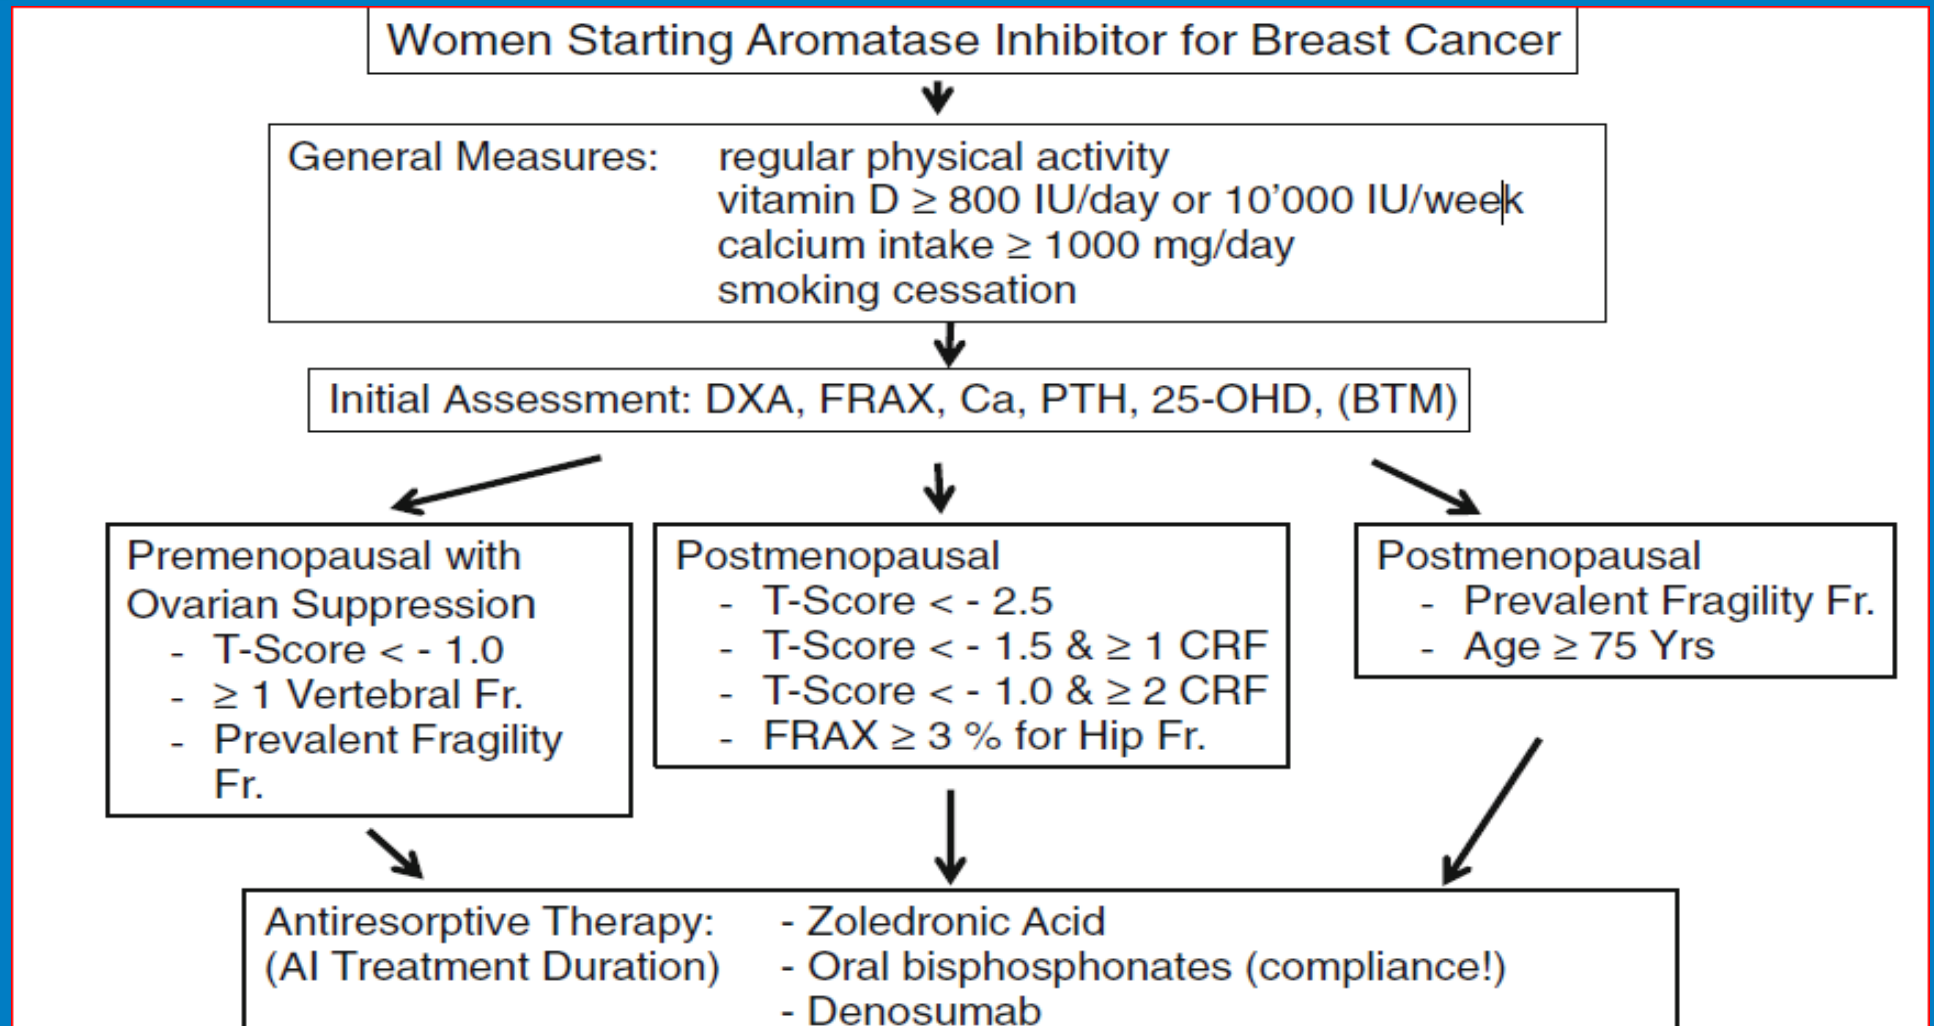 Women Starting Aromatase Inhibitor for Breast Cancer
General Measures: regular physical activity
vitamin D ≥ 800 IU/day or 10’000 IU/week
calcium intake ≥ 1000 mg/day
smoking cessation
Initial Assessment: DXA, FRAX, Ca, PTH, 25-OHD, (BTM)
Premenopausal with
Ovarian Suppression
- T-Score < - 1.0
- ≥ 1 Vertebral Fr.
- Prevalent Fragility
Fr.
Postmenopausal
- T-Score < - 2.5
- T-Score < - 1.5 & ≥ 1 CRF
- T-Score < - 1.0 & ≥ 2 CRF
- FRAX ≥ 3 % for Hip Fr.
Postmenopausal
- Prevalent Fragility Fr.
- Age ≥ 75 Yrs
Antiresorptive Therapy: - Zoledronic Acid
(AI Treatment Duration) - Oral bisphosphonates (compliance!)
- Denosumab